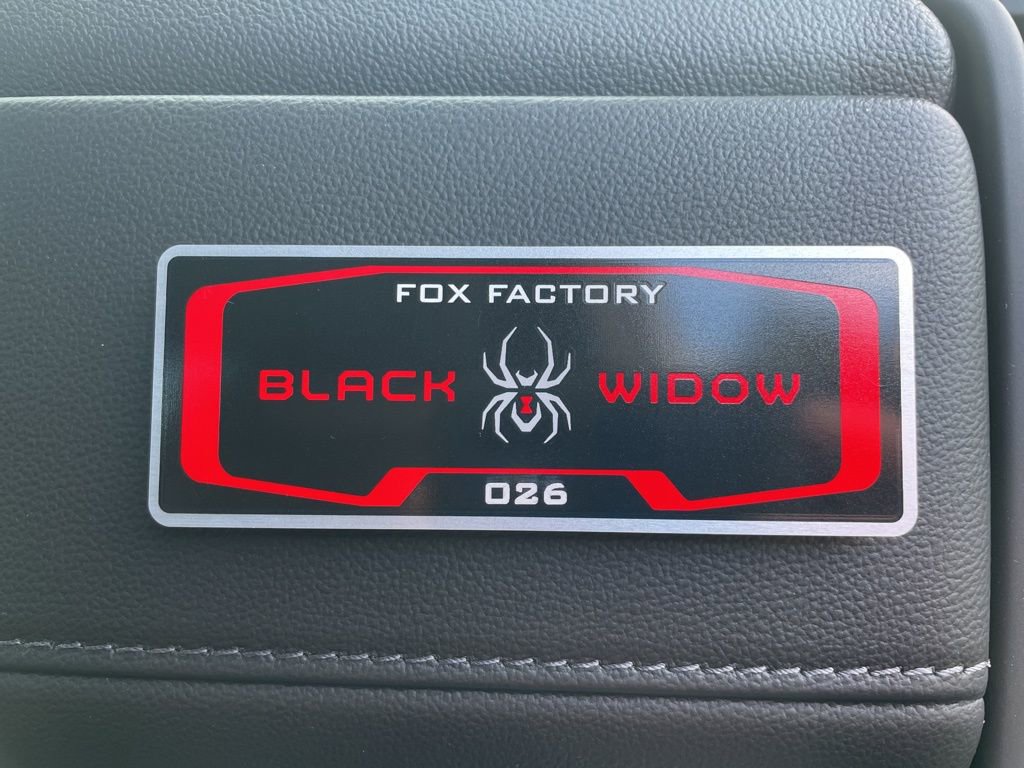 FOX FACTORY
BLACK WIDOW
026